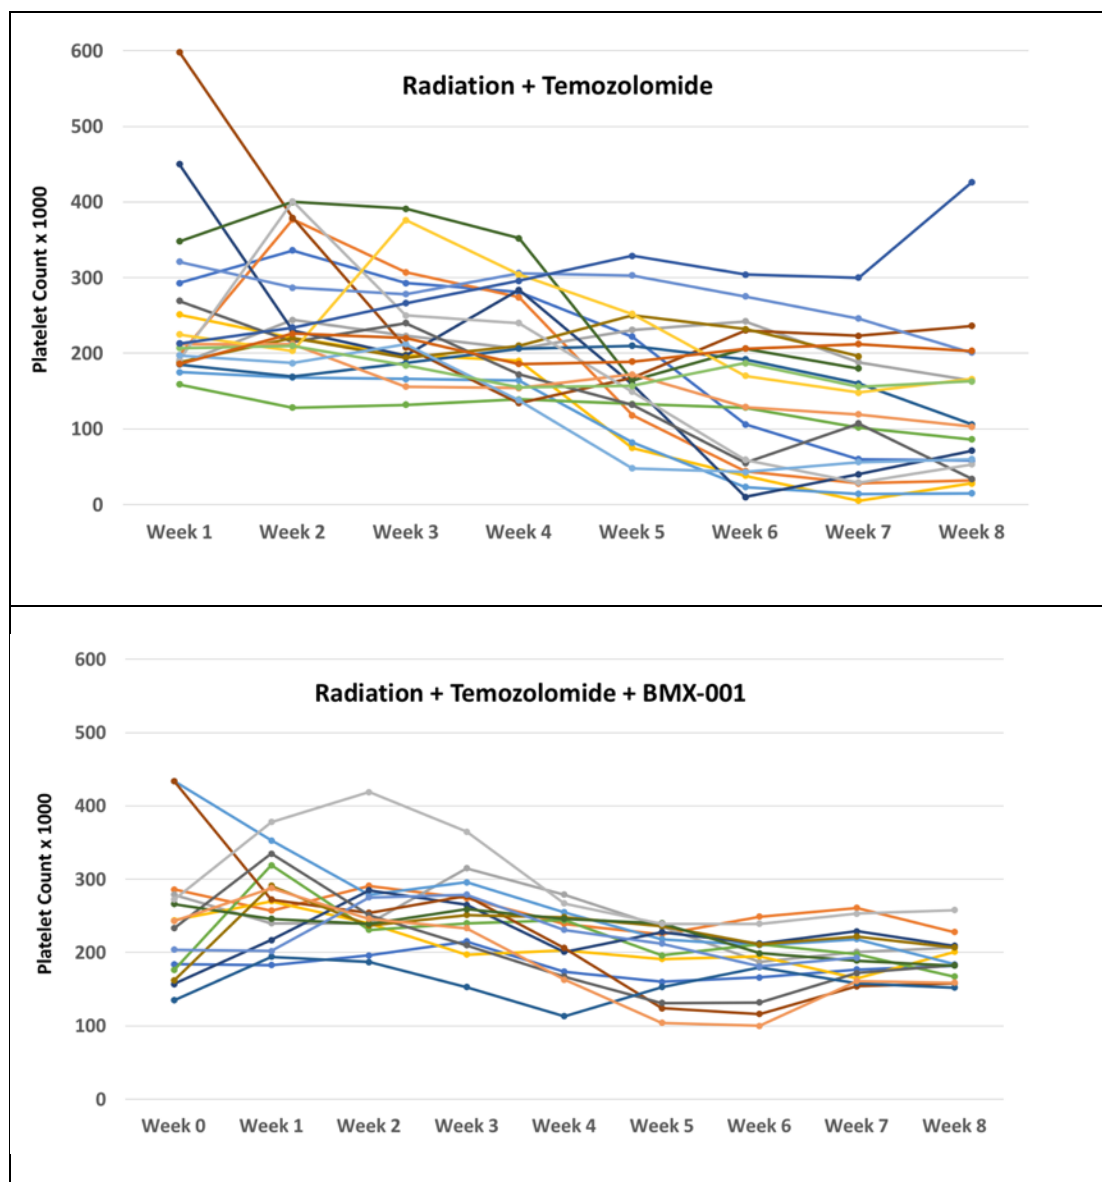 Radiation + Temozolomide
Platelet Count x 1000
600
500
400
300
200
100
0
Week 1 Week 2 Week 3 Week 4 Week 5 Week 6 Week 7 Week 8
Radiation + Temozolomide + BMX-001
Platelet Count x 1000
600
500
400
300
200
100
0
Week 0 Week 1 Week 2 Week 3 Week 4 Week 5 Week 6 Week 7 Week 8